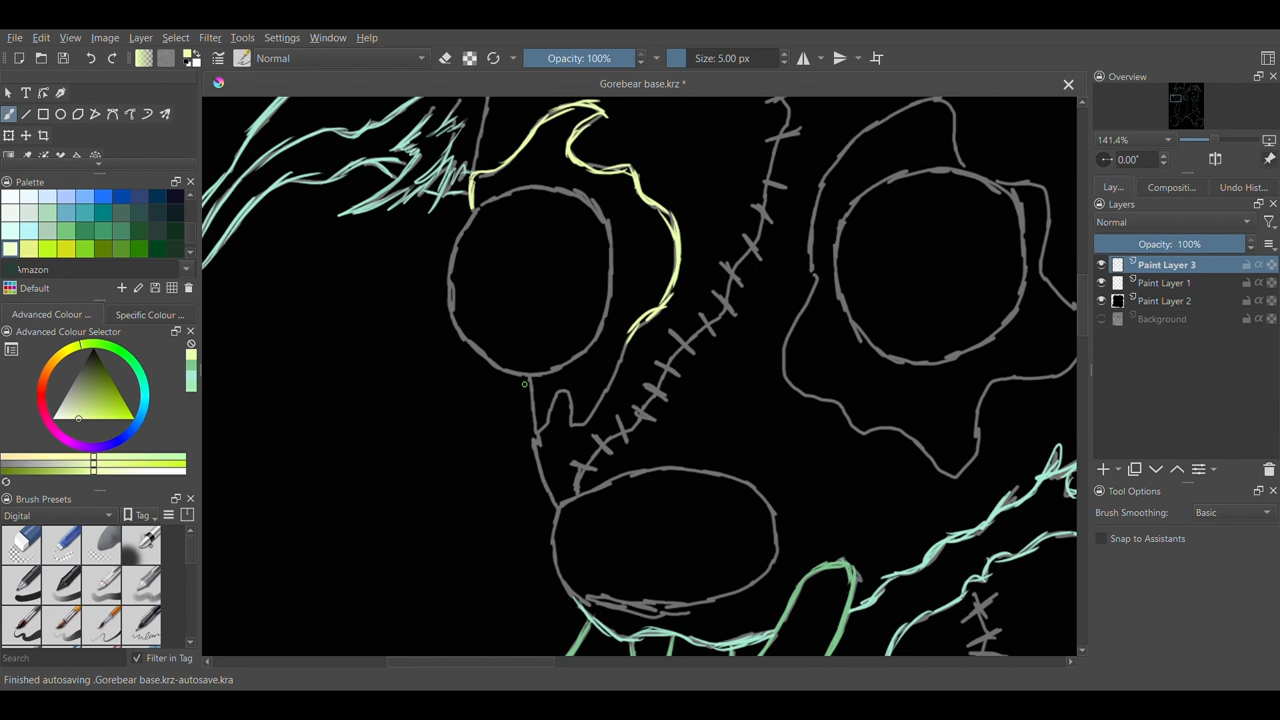 File Edit View Image Layer Select Filter Tools Settings Window Help
Normal Opacity: 100% Size: 5.00 px
Gorebear base.krz *
Overview
141.4%
0.00°
Palette
Amazon
Default
Advanced Colour ... Specific Colour ...
Advanced Colour Selector
Brush Presets
Digital Tag
Search Filter in Tag
Finished autosaving .Gorebear base.krz-autosave.kra
Lay... Compositi... Undo Hist...
Layers
Normal
Opacity: 100%
Paint Layer 3
Paint Layer 1
Paint Layer 2
Background
Tool Options
Brush Smoothing: Basic
Snap to Assistants